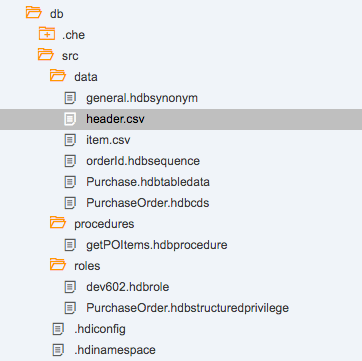 db
.che
src
data
general.hdbsynonym
header.csv
item.csv
orderId.hdbsequence
Purchase.hdbtabledata
PurchaseOrder.hdbcds
procedures
getPOItems.hdbprocedure
roles
dev602.hdbrole
PurchaseOrder.hdbstructuredprivilege
.hdiconfig
.hdinamespace